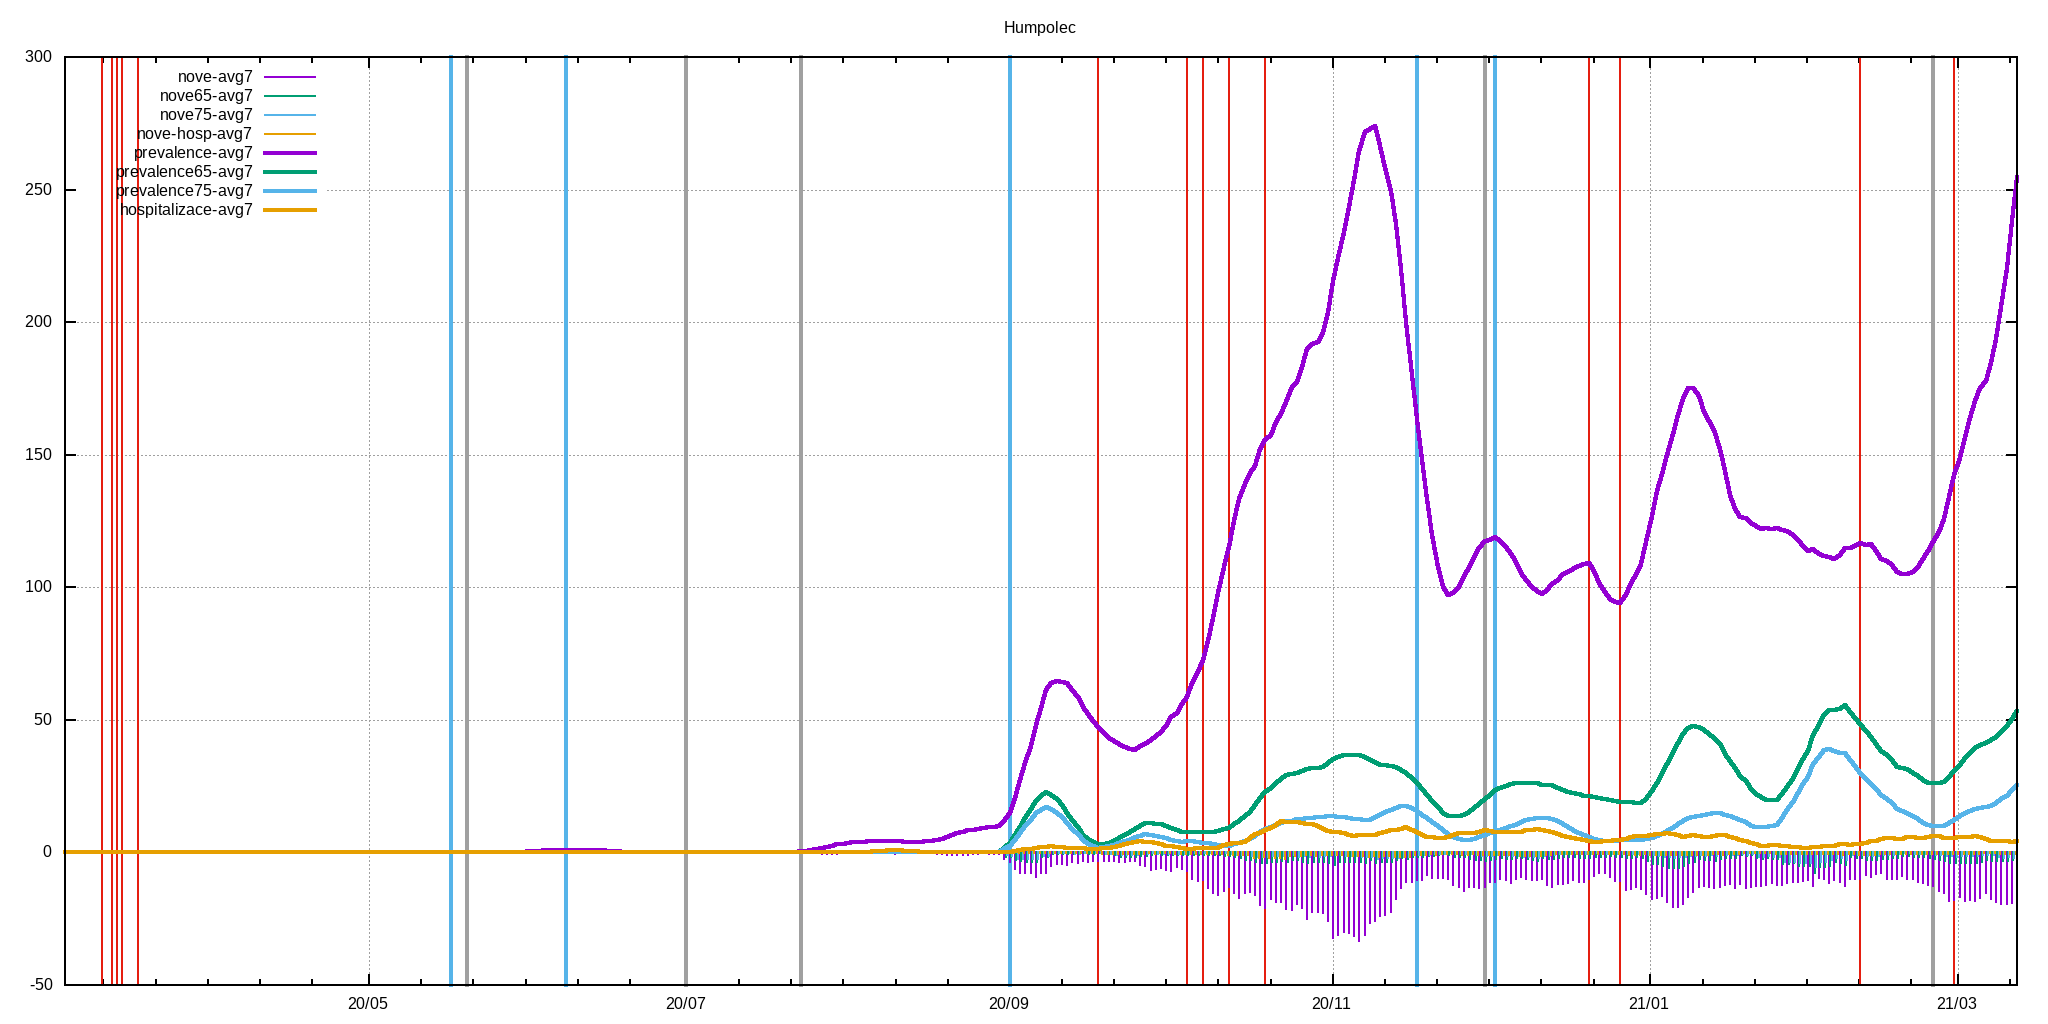 Humpolec
300
250
200
150
100
50
0
-50
nove-avg7
nove65-avg7
nove75-avg7
nove-hosp-avg7
prevalence-avg7
prevalence65-avg7
prevalence75-avg7
hospitalizace-avg7
20/05 20/07 20/09 20/11 21/01 21/03